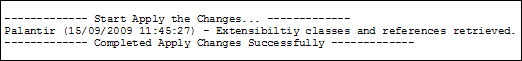 ------------- Start Apply the Changes... -------------
Palantir (15/09/2009 11:45:27) - Extensibiltiy classes and references retrieved.
------------- Completed Apply Changes Successfully -------------